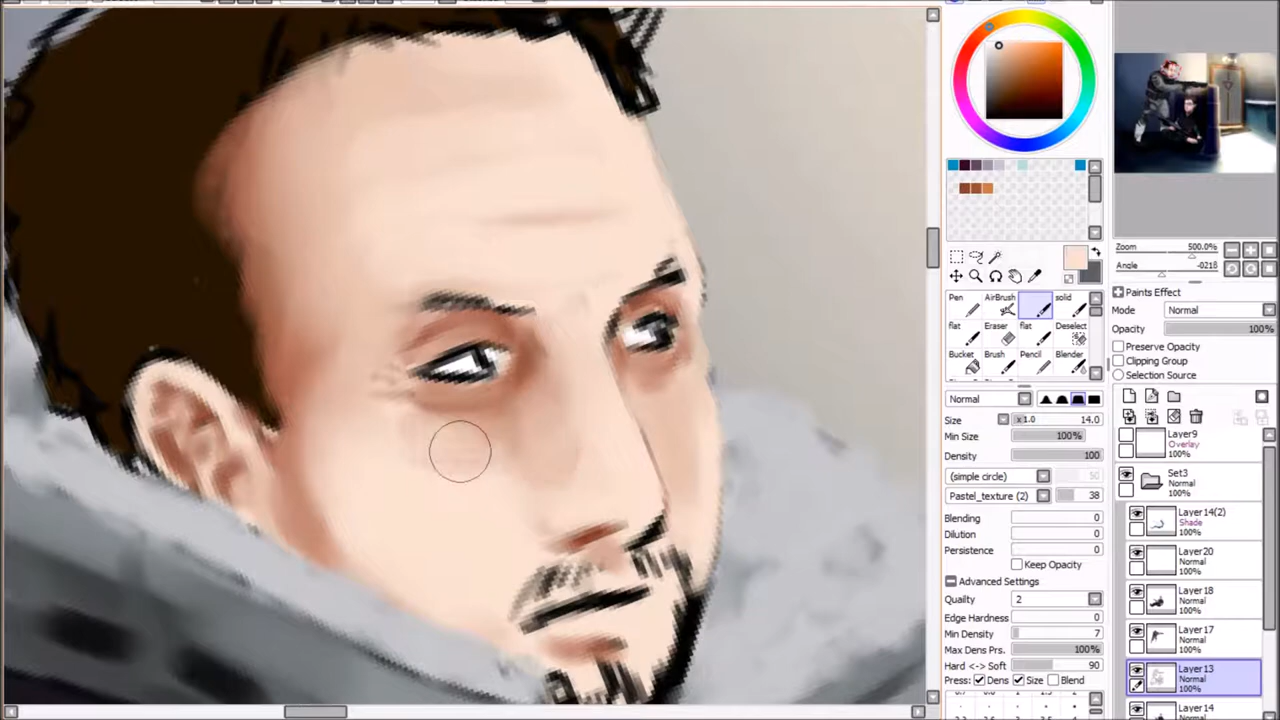 Zoom 500.0%
Angle -0218
Paints Effect
Mode Normal
Opacity 100%
Preserve Opacity
Clipping Group
Selection Source
Pen AirBrush solid
flat Eraser flat Deselect
Bucket Brush Pencil Blender
Normal
Size x1.0 14.0
Min Size 100%
Density 100
(simple circle) 50
Pastel_texture (2) 38
Blending 0
Dilution 0
Persistence 0
Keep Opacity
Advanced Settings
Quailty 2
Edge Hardness 0
Min Density 7
Max Dens Prs. 100%
Hard <-> Soft 90
Press: Dens Size Blend
Layer9
Overlay
100%
Set3
Normal
100%
Layer14(2)
Shade
100%
Layer20
Normal
100%
Layer18
Normal
100%
Layer17
Normal
100%
Layer13
Normal
100%
Layer14
Normal